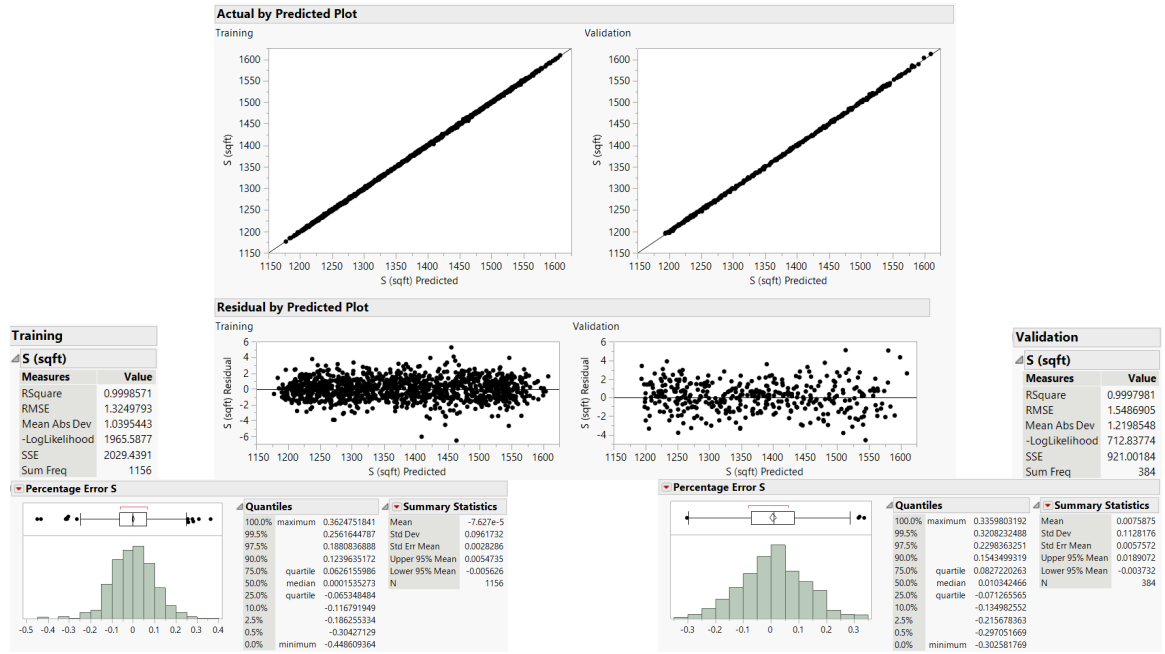 Actual by Predicted Plot
Training
Validation
1600
1550
1500
1450
1400
1350
1300
1250
1200
1150
S (sqft)
1150 1200 1250 1300 1350 1400 1450 1500 1550 1600
S (sqft) Predicted
1600
1550
1500
1450
1400
1350
1300
1250
1200
1150
S (sqft)
1150 1200 1250 1300 1350 1400 1450 1500 1550 1600
S (sqft) Predicted
Residual by Predicted Plot
Training
Validation
6
4
2
0
-2
-4
-6
S (sqft) Residual
1150 1200 1250 1300 1350 1400 1450 1500 1550 1600
S (sqft) Predicted
6
4
2
0
-2
-4
S (sqft) Residual
1150 1200 1250 1300 1350 1400 1450 1500 1550 1600
S (sqft) Predicted
Training
S (sqft)
Measures Value
RSquare 0.9998571
RMSE 1.3249793
Mean Abs Dev 1.0395443
-LogLikelihood 1965.5877
SSE 2029.4391
Sum Freq 1156
Validation
S (sqft)
Measures Value
RSquare 0.9997981
RMSE 1.5486905
Mean Abs Dev 1.2198548
-LogLikelihood 712.83774
SSE 921.00184
Sum Freq 384
Percentage Error S
-0.5 -0.4 -0.3 -0.2 -0.1 0 0.1 0.2 0.3 0.4
Quantiles
100.0% maximum 0.3624751841
99.5% 0.2561644787
97.5% 0.1880836888
90.0% 0.1239635172
75.0% quartile 0.0626155986
50.0% median 0.0001535273
25.0% quartile -0.065348484
10.0% -0.116791949
2.5% -0.186255334
0.5% -0.30427129
0.0% minimum -0.448609364
Summary Statistics
Mean -7.627e-5
Std Dev 0.0961732
Std Err Mean 0.0028286
Upper 95% Mean 0.0054735
Lower 95% Mean -0.005626
N 1156
Percentage Error S
-0.3 -0.2 -0.1 0 0.1 0.2 0.3
Quantiles
100.0% maximum 0.3359803192
99.5% 0.3208232488
97.5% 0.2298363251
90.0% 0.1543499319
75.0% quartile 0.0827220263
50.0% median 0.010342466
25.0% quartile -0.071265565
10.0% -0.134982552
2.5% -0.215678363
0.5% -0.297051669
0.0% minimum -0.302581769
Summary Statistics
Mean 0.0075875
Std Dev 0.1128176
Std Err Mean 0.0057572
Upper 95% Mean 0.0189072
Lower 95% Mean -0.003732
N 384